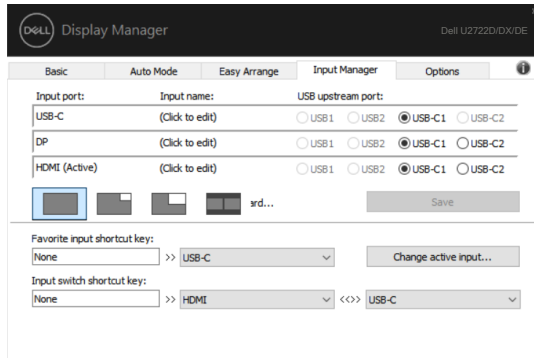 DELL Display Manager Dell U2722D/DX/DE
Basic Auto Mode Easy Arrange Input Manager Options i
Input port: Input name: USB upstream port:
USB-C (Click to edit) USB1 USB2 USB-C1 USB-C2
DP (Click to edit) USB1 USB2 USB-C1 USB-C2
HDMI (Active) (Click to edit) USB1 USB2 USB-C1 USB-C2
ard... Save
Favorite input shortcut key:
None >> USB-C Change active input...
Input switch shortcut key:
None >> HDMI <<>> USB-C